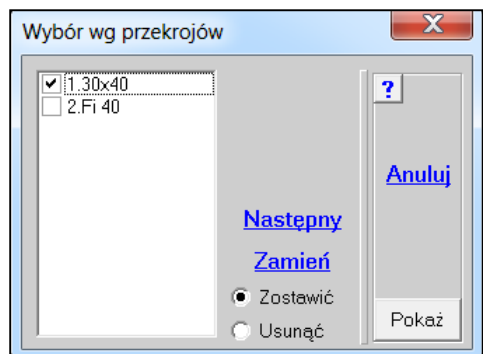 Wybór wg przekrojów
1.30x40
2.Fi 40
?
Anuluj
Następny
Zamień
Zostawić
Usunąć
Pokaż